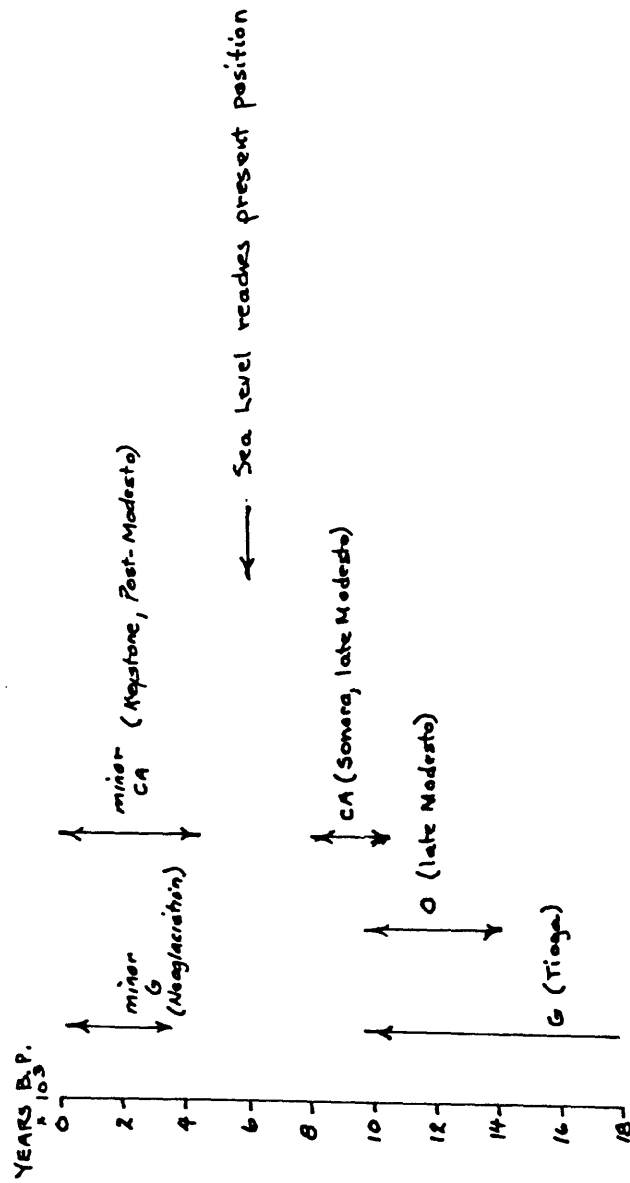 YEARS B.P.
x 10³
0
2
4
6
8
10
12
14
16
18
minor
G
(Neoglaciation)
minor
CA (Keystone, Post-Modesto)
Sea Level reaches present position
CA (Sonora, late Modesto)
O (late Modesto)
G (Tioga)